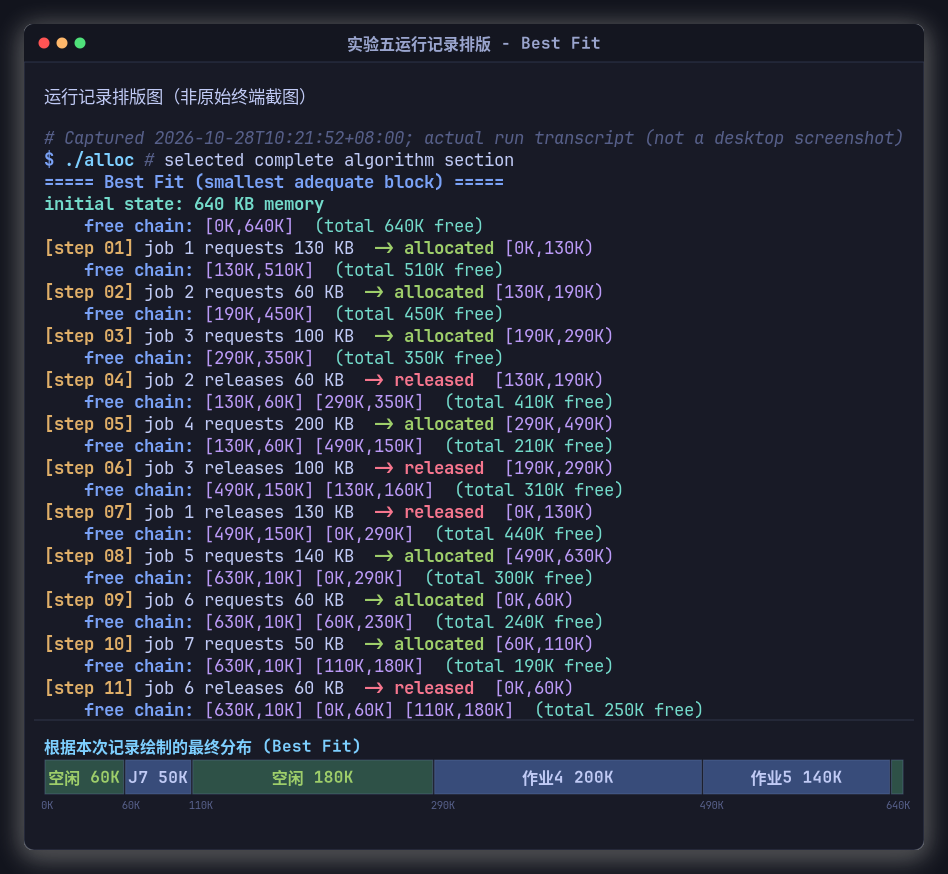 实验五运行记录排版 - Best Fit
运行记录排版图（非原始终端截图）
# Captured 2026-10-28T10:21:52+08:00; actual run transcript (not a desktop screenshot)
$ ./alloc # selected complete algorithm section
===== Best Fit (smallest adequate block) =====
initial state: 640 KB memory
free chain: [0K,640K]  (total 640K free)
[step 01] job 1 requests 130 KB  -> allocated [0K,130K)
free chain: [130K,510K]  (total 510K free)
[step 02] job 2 requests 60 KB  -> allocated [130K,190K)
free chain: [190K,450K]  (total 450K free)
[step 03] job 3 requests 100 KB  -> allocated [190K,290K)
free chain: [290K,350K]  (total 350K free)
[step 04] job 2 releases 60 KB  -> released  [130K,190K)
free chain: [130K,60K] [290K,350K]  (total 410K free)
[step 05] job 4 requests 200 KB  -> allocated [290K,490K)
free chain: [130K,60K] [490K,150K]  (total 210K free)
[step 06] job 3 releases 100 KB  -> released  [190K,290K)
free chain: [490K,150K] [130K,160K]  (total 310K free)
[step 07] job 1 releases 130 KB  -> released  [0K,130K)
free chain: [490K,150K] [0K,290K]  (total 440K free)
[step 08] job 5 requests 140 KB  -> allocated [490K,630K)
free chain: [630K,10K] [0K,290K]  (total 300K free)
[step 09] job 6 requests 60 KB  -> allocated [0K,60K)
free chain: [630K,10K] [60K,230K]  (total 240K free)
[step 10] job 7 requests 50 KB  -> allocated [60K,110K)
free chain: [630K,10K] [110K,180K]  (total 190K free)
[step 11] job 6 releases 60 KB  -> released  [0K,60K)
free chain: [630K,10K] [0K,60K] [110K,180K]  (total 250K free)
根据本次记录绘制的最终分布 (Best Fit)
空闲 60K J7 50K 空闲 180K 作业4 200K 作业5 140K
0K 60K 110K 290K 490K 640K